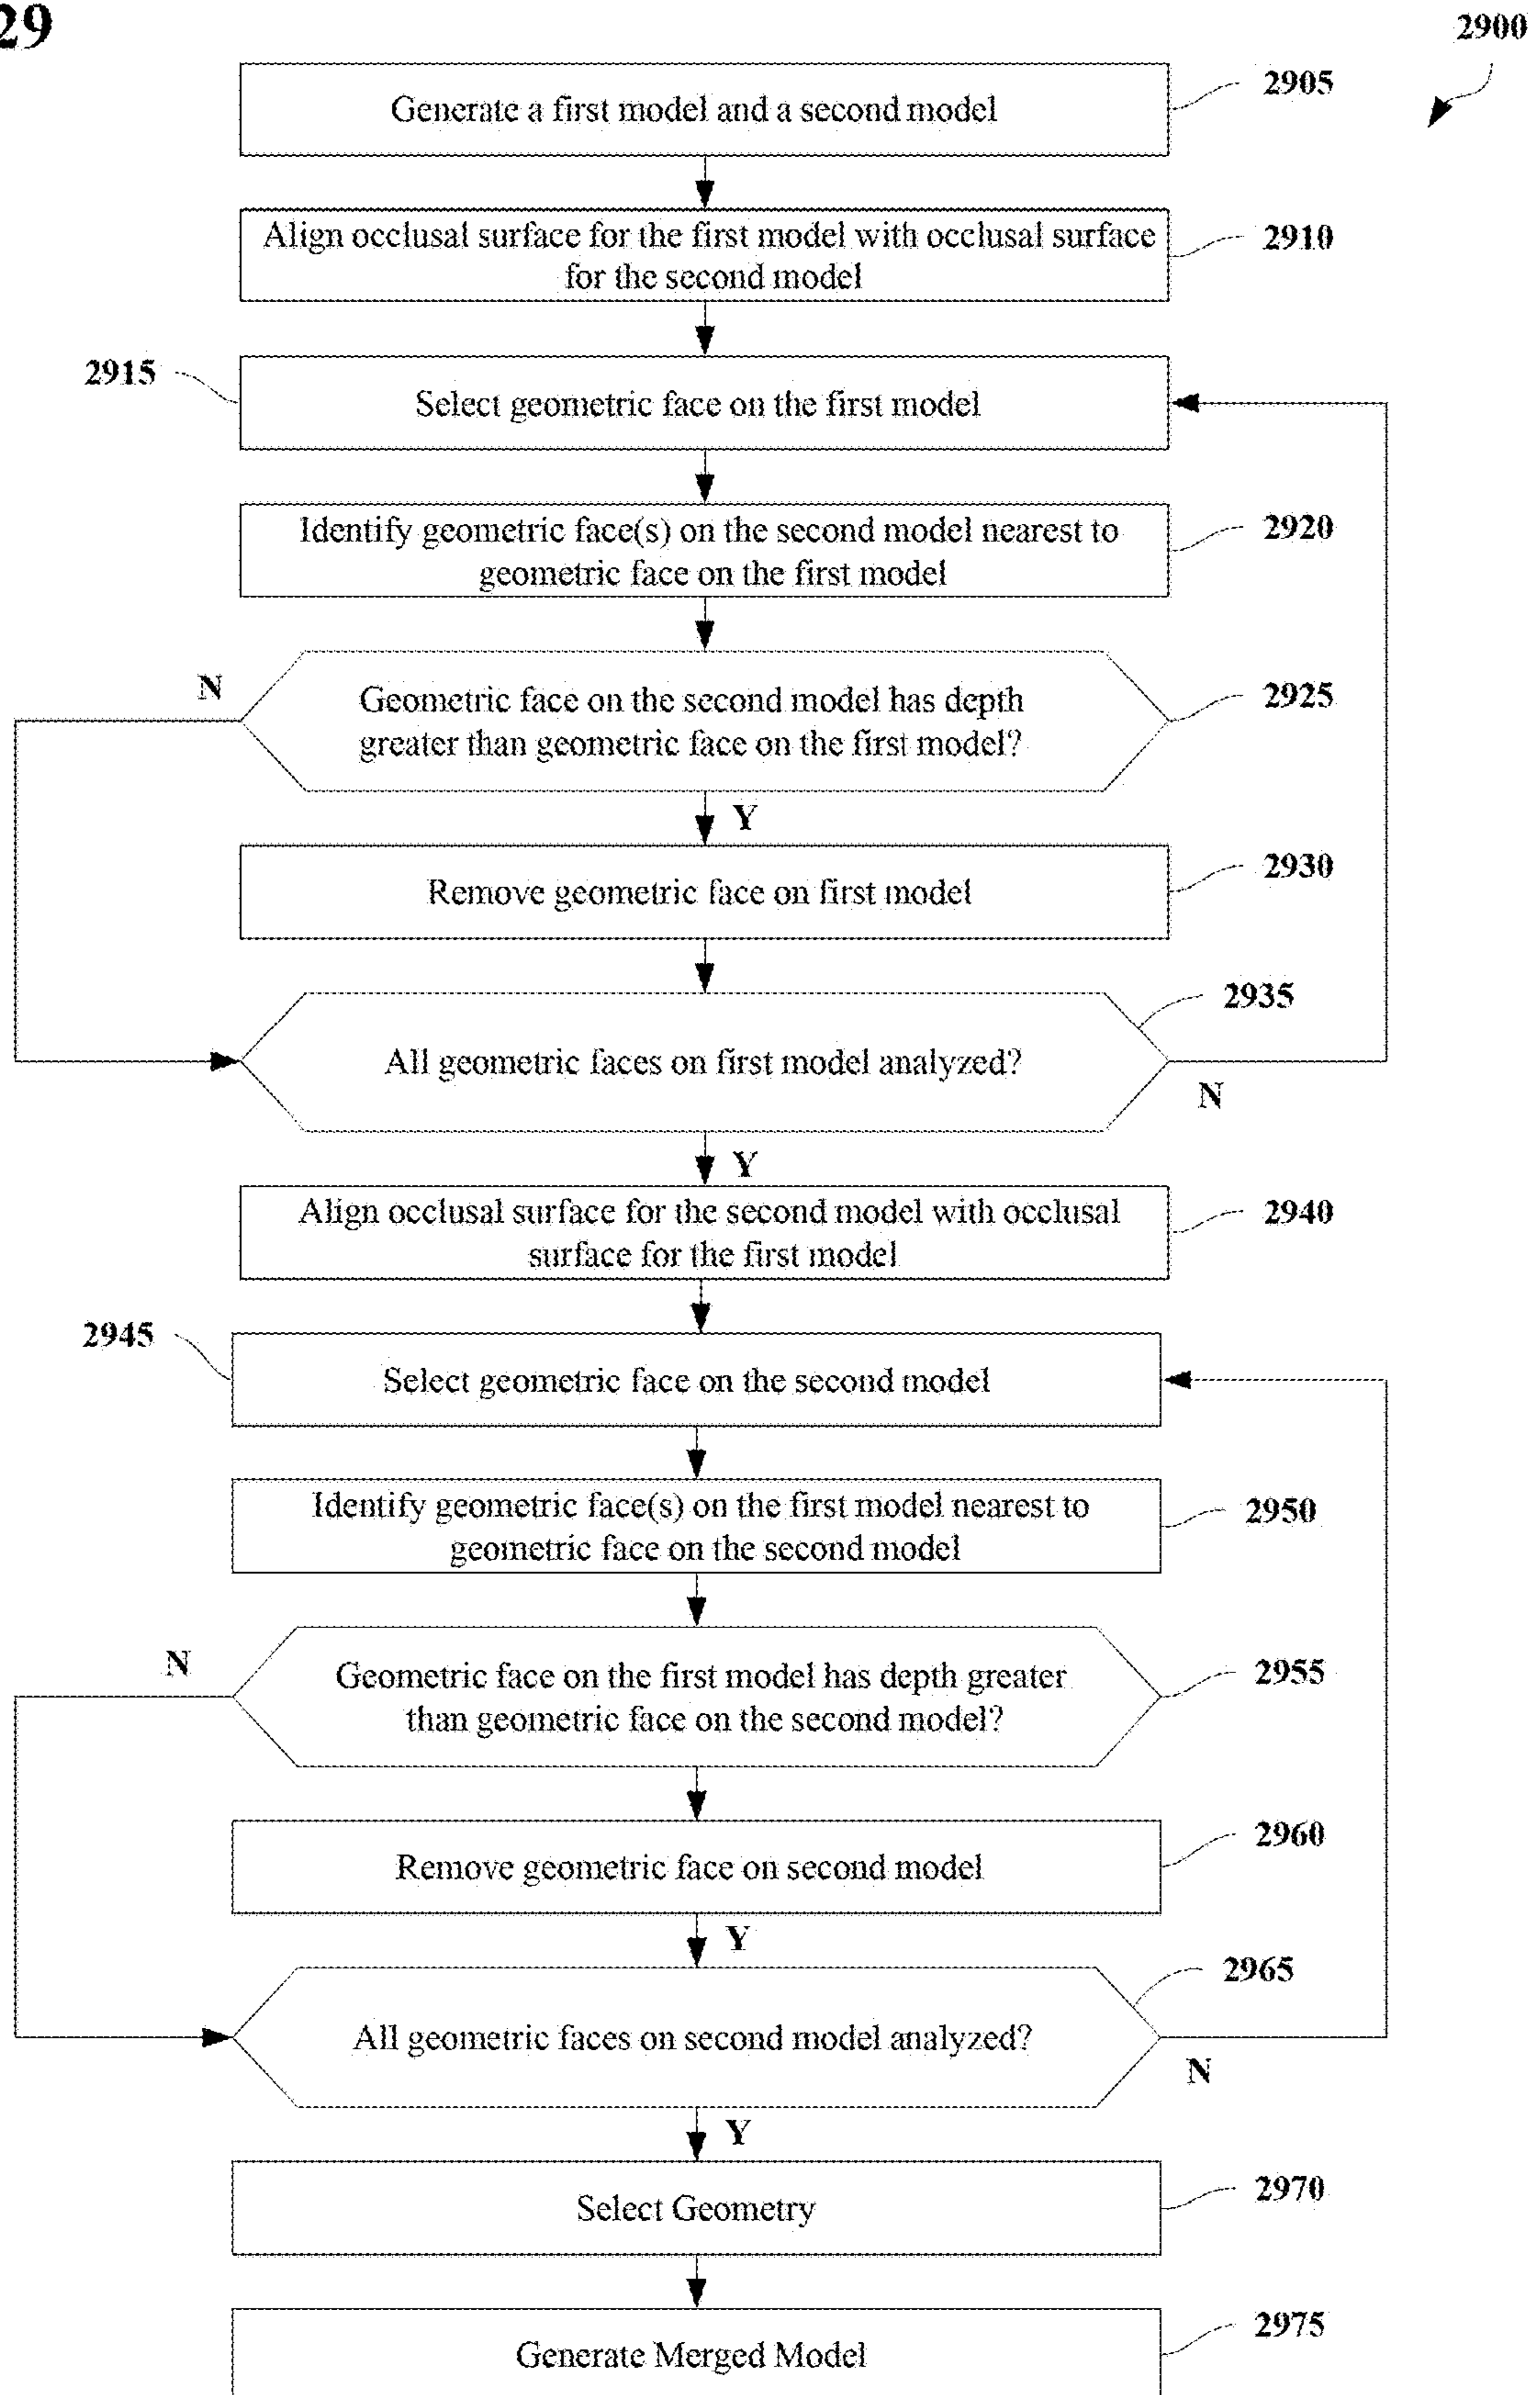 29
2900
Generate a first model and a second model
2905
Align occlusal surface for the first model with occlusal surface
for the second model
2910
2915
Select geometric face on the first model
Identify geometric face(s) on the second model nearest to
geometric face on the first model
2920
N
Geometric face on the second model has depth
greater than geometric face on the first model?
2925
Y
Remove geometric face on first model
2930
2935
All geometric faces on first model analyzed?
N
Y
Align occlusal surface for the second model with occlusal
surface for the first model
2940
2945
Select geometric face on the second model
Identify geometric face(s) on the first model nearest to
geometric face on the second model
2950
N
Geometric face on the first model has depth greater
than geometric face on the second model?
2955
Remove geometric face on second model
2960
Y
2965
All geometric faces on second model analyzed?
N
Y
Select Geometry
2970
Generate Merged Model
2975